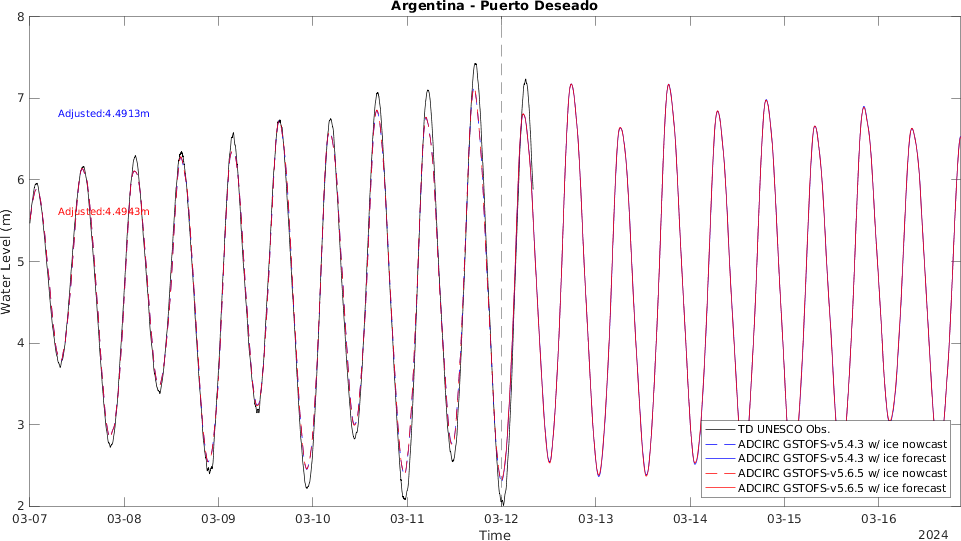 Argentina - Puerto Deseado
8
7
6
5
4
3
2
Water Level (m)
Adjusted:4.4913m
Adjusted:4.4943m
TD UNESCO Obs.
ADCIRC GSTOFS-v5.4.3 w/ ice nowcast
ADCIRC GSTOFS-v5.4.3 w/ ice forecast
ADCIRC GSTOFS-v5.6.5 w/ ice nowcast
ADCIRC GSTOFS-v5.6.5 w/ ice forecast
03-07 03-08 03-09 03-10 03-11 03-12 03-13 03-14 03-15 03-16
Time
2024